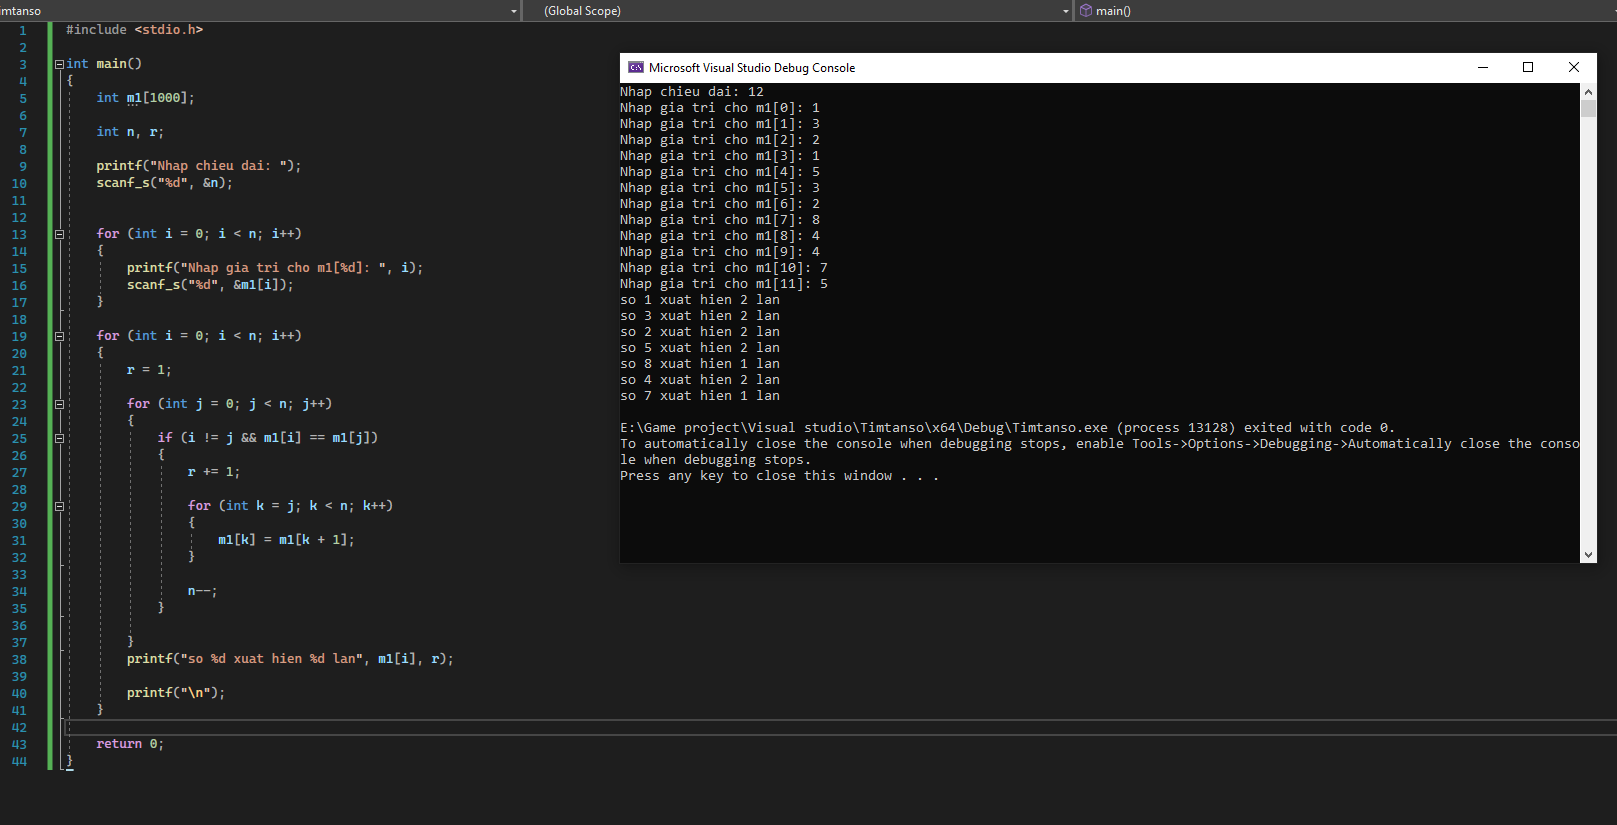 imtanso (Global Scope) main()
1 #include <stdio.h>
2
3 int main()
4 {
5 int m1[1000];
6
7 int n, r;
8
9 printf("Nhap chieu dai: ");
10 scanf_s("%d", &n);
11
12
13 for (int i = 0; i < n; i++)
14 {
15 printf("Nhap gia tri cho m1[%d]: ", i);
16 scanf_s("%d", &m1[i]);
17 }
18
19 for (int i = 0; i < n; i++)
20 {
21 r = 1;
22
23 for (int j = 0; j < n; j++)
24 {
25 if (i != j && m1[i] == m1[j])
26 {
27 r += 1;
28
29 for (int k = j; k < n; k++)
30 {
31 m1[k] = m1[k + 1];
32 }
33
34 n--;
35 }
36
37 }
38 printf("so %d xuat hien %d lan", m1[i], r);
39
40 printf("\n");
41 }
42
43 return 0;
44 }
Microsoft Visual Studio Debug Console
Nhap chieu dai: 12
Nhap gia tri cho m1[0]: 1
Nhap gia tri cho m1[1]: 3
Nhap gia tri cho m1[2]: 2
Nhap gia tri cho m1[3]: 1
Nhap gia tri cho m1[4]: 5
Nhap gia tri cho m1[5]: 3
Nhap gia tri cho m1[6]: 2
Nhap gia tri cho m1[7]: 8
Nhap gia tri cho m1[8]: 4
Nhap gia tri cho m1[9]: 4
Nhap gia tri cho m1[10]: 7
Nhap gia tri cho m1[11]: 5
so 1 xuat hien 2 lan
so 3 xuat hien 2 lan
so 2 xuat hien 2 lan
so 5 xuat hien 2 lan
so 8 xuat hien 1 lan
so 4 xuat hien 2 lan
so 7 xuat hien 1 lan
E:\Game project\Visual studio\Timtanso\x64\Debug\Timtanso.exe (process 13128) exited with code 0.
To automatically close the console when debugging stops, enable Tools->Options->Debugging->Automatically close the conso
le when debugging stops.
Press any key to close this window . . .